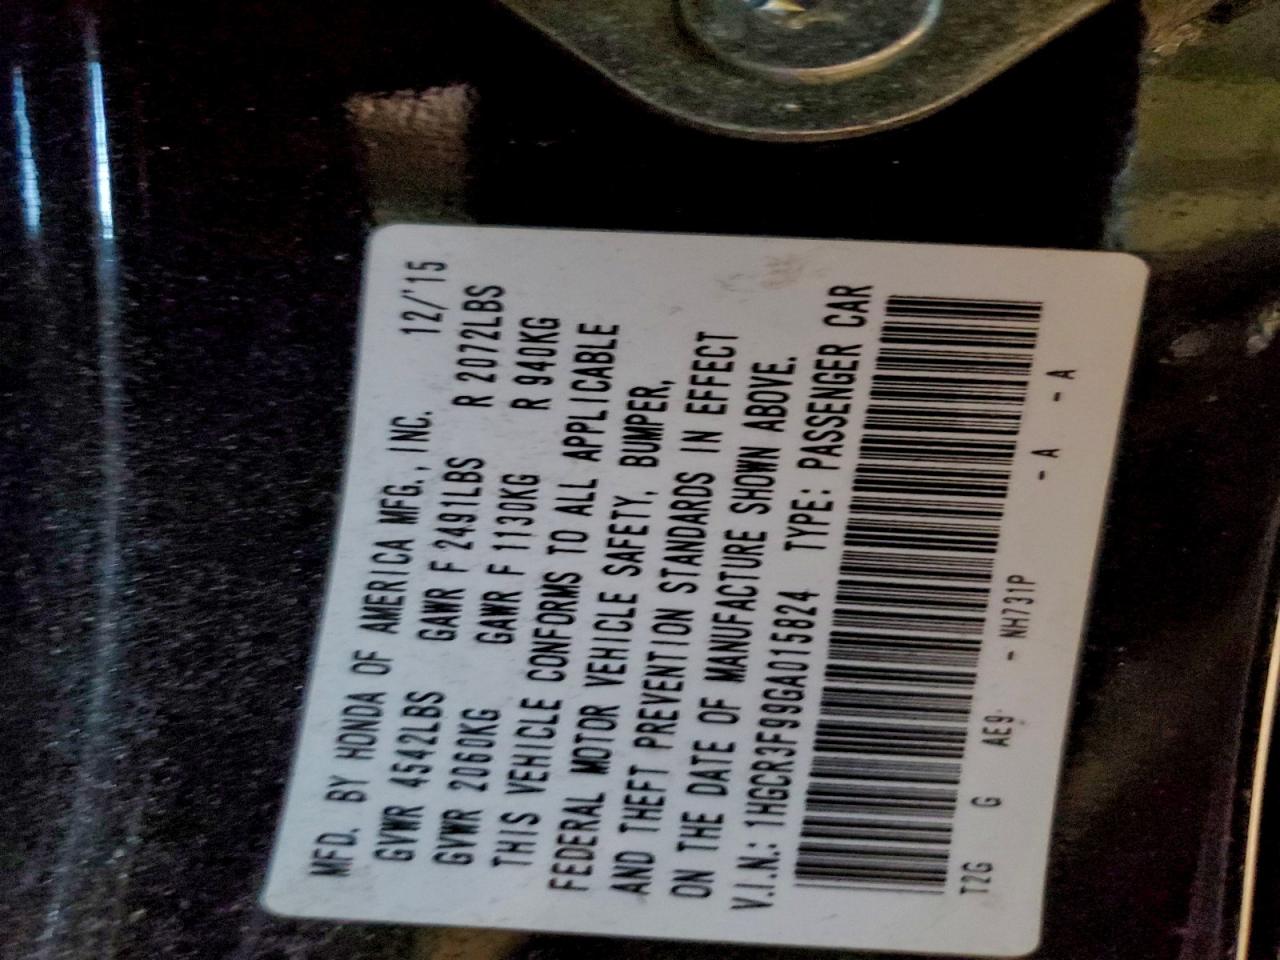 MFD. BY HONDA OF AMERICA MFG., INC. 12/'15
GVWR 4542LBS GAWR F 2491LBS R 2072LBS
GVWR 2060KG GAWR F 1130KG R 940KG
THIS VEHICLE CONFORMS TO ALL APPLICABLE
FEDERAL MOTOR VEHICLE SAFETY, BUMPER,
AND THEFT PREVENTION STANDARDS IN EFFECT
ON THE DATE OF MANUFACTURE SHOWN ABOVE.
V.I.N.: 1HGCR3F99GA015824 TYPE: PASSENGER CAR
T2G G AE9 - NH731P - A - A